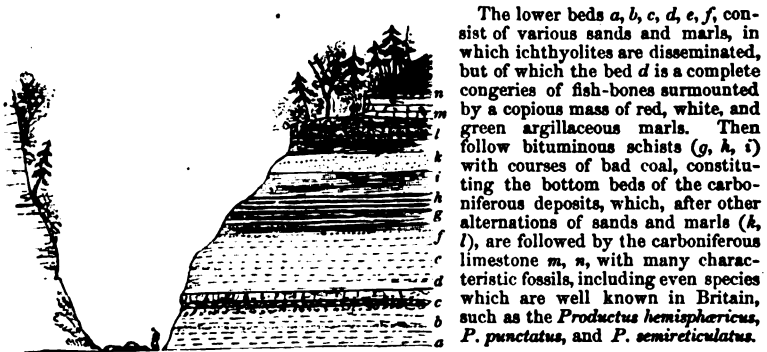 n
m
l
k
i
h
g
f
e
d
c
b
a
The lower beds a, b, c, d, e, f, con-
sist of various sands and marls, in
which ichthyolites are disseminated,
but of which the bed d is a complete
congeries of fish-bones surmounted
by a copious mass of red, white, and
green argillaceous marls. Then
follow bituminous schists (g, h, i)
with courses of bad coal, constitu-
ting the bottom beds of the carbo-
niferous deposits, which, after other
alternations of sands and marls (k,
l), are followed by the carboniferous
limestone m, n, with many charac-
teristic fossils, including even species
which are well known in Britain,
such as the Productus hemisphæricus,
P. punctatus, and P. semireticulatus.